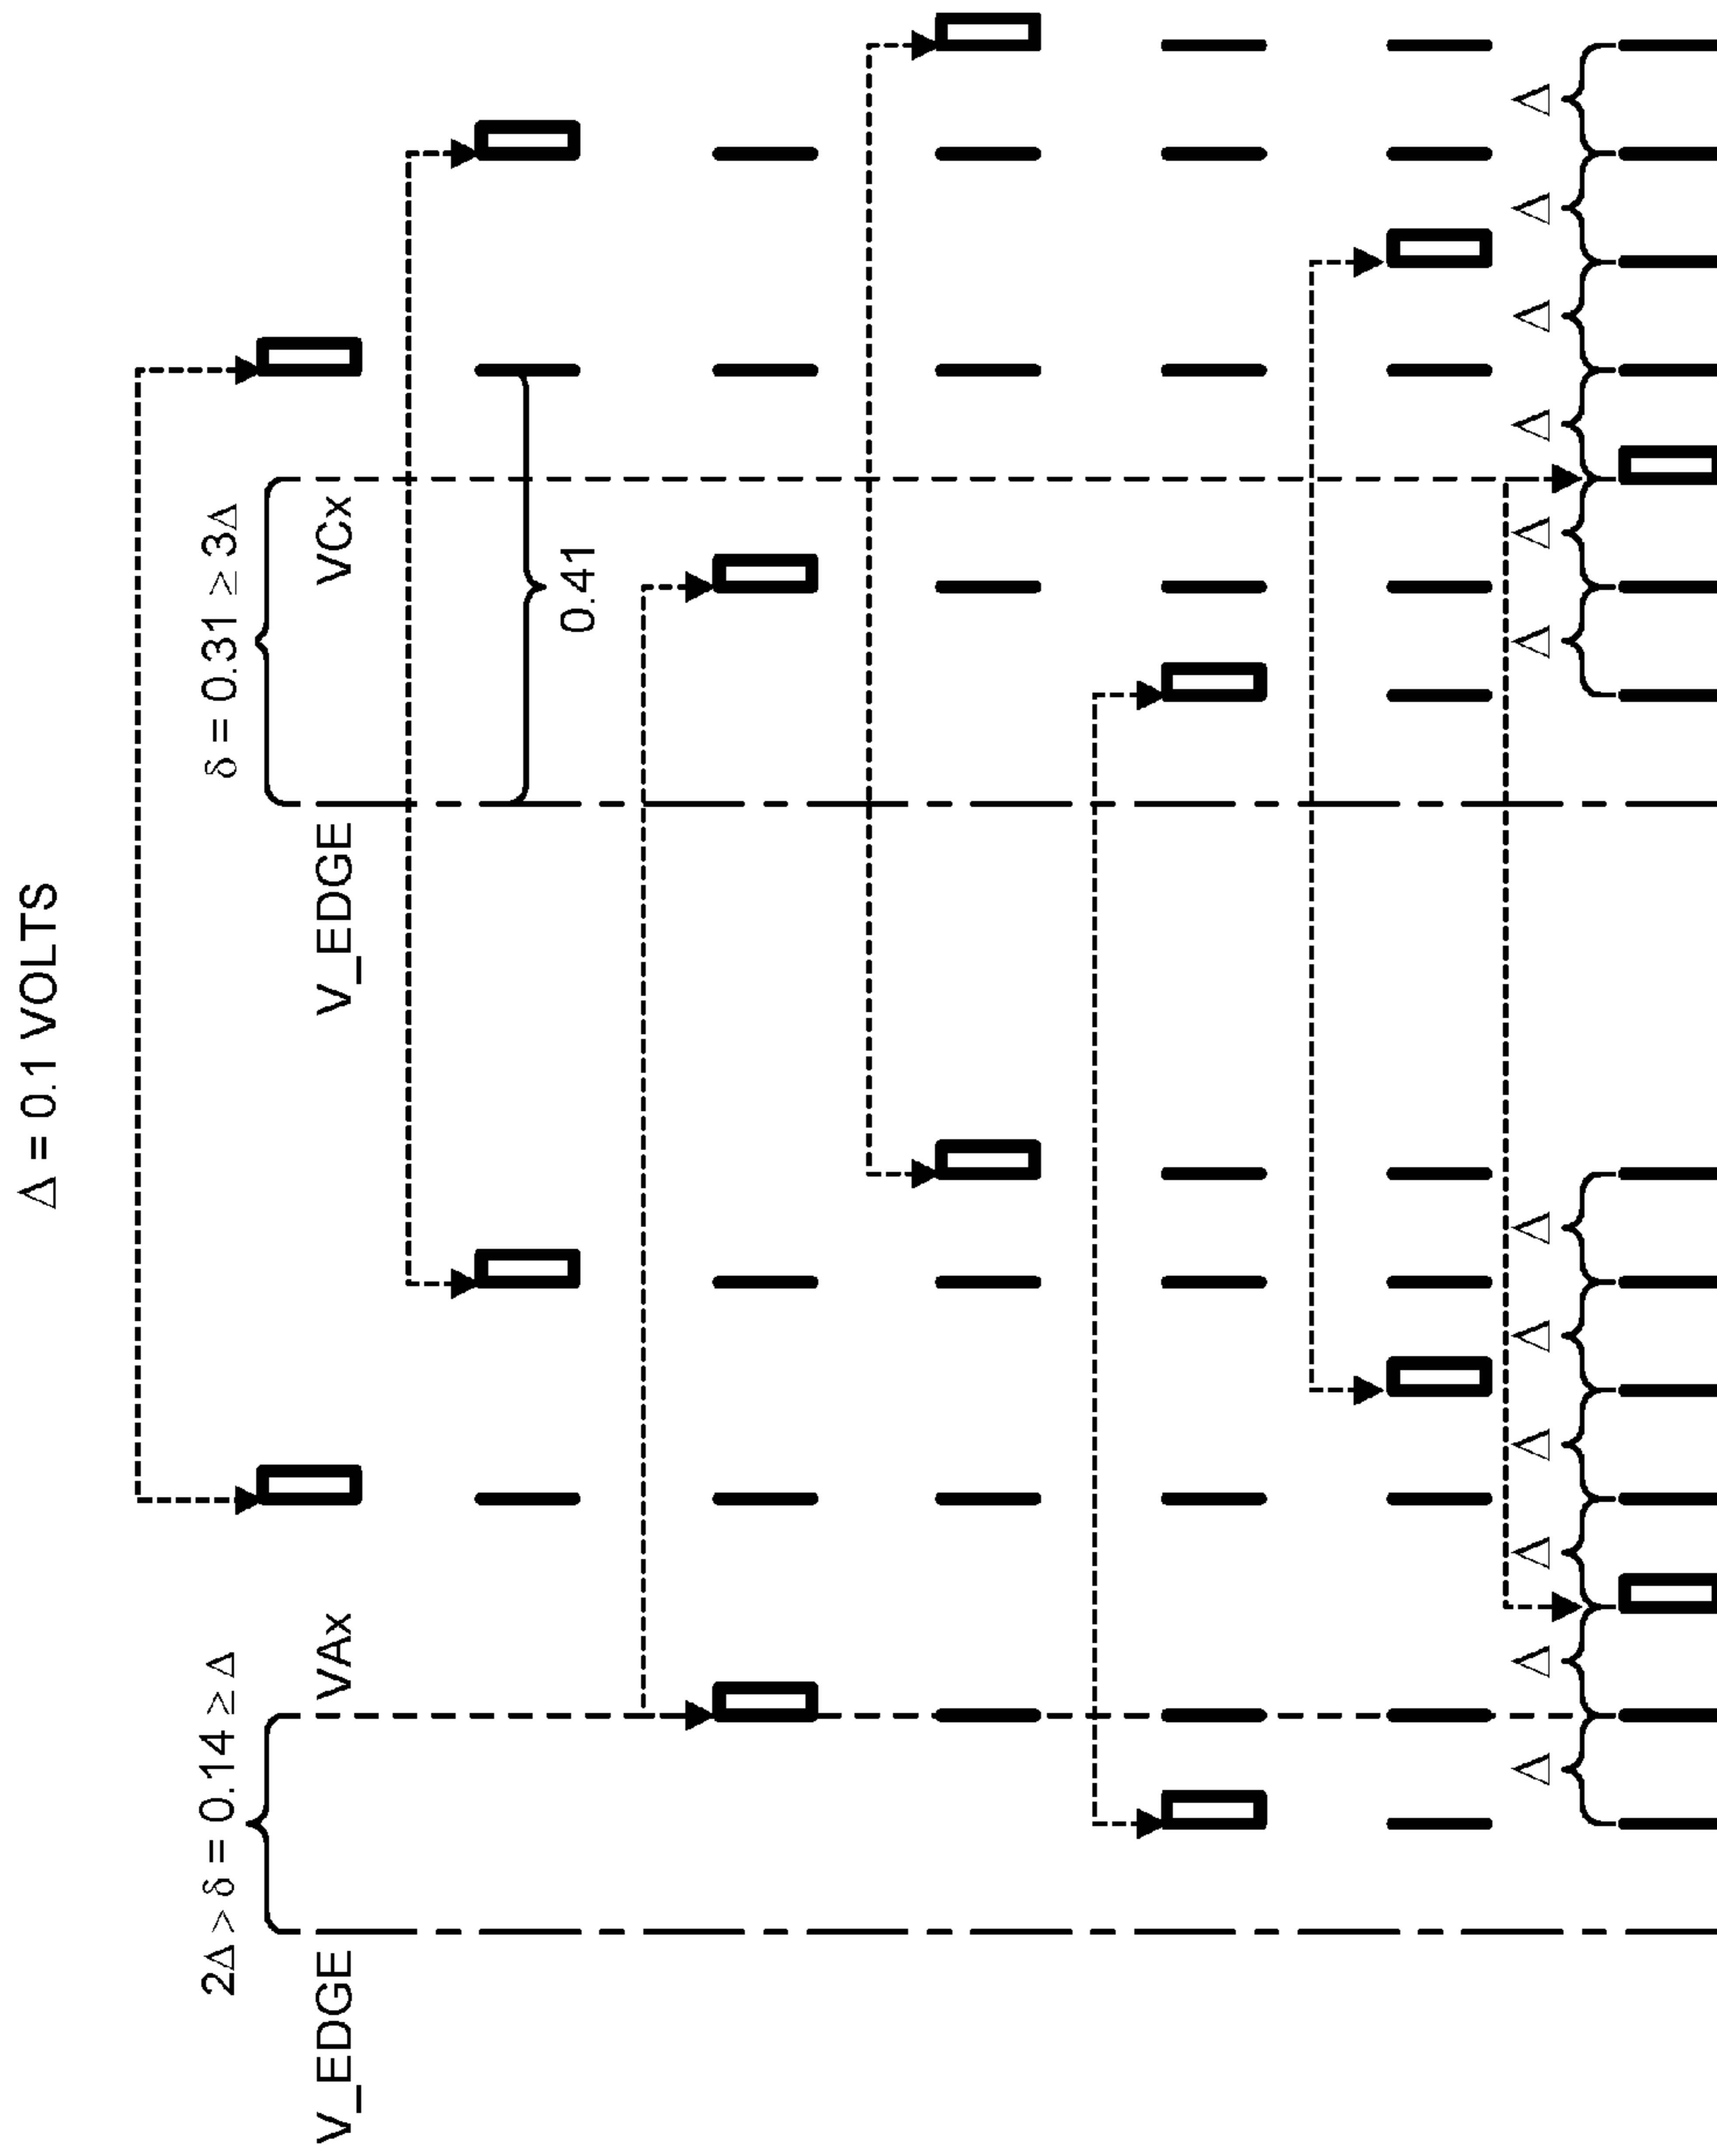 Δ = 0.1 VOLTS
2Δ > δ = 0.14 ≥ Δ
δ = 0.31 ≥ 3Δ
V_EDGE
VAx
V_EDGE
VCx
0.41
Δ
Δ
Δ
Δ
Δ
Δ
Δ
Δ
Δ
Δ
Δ
Δ